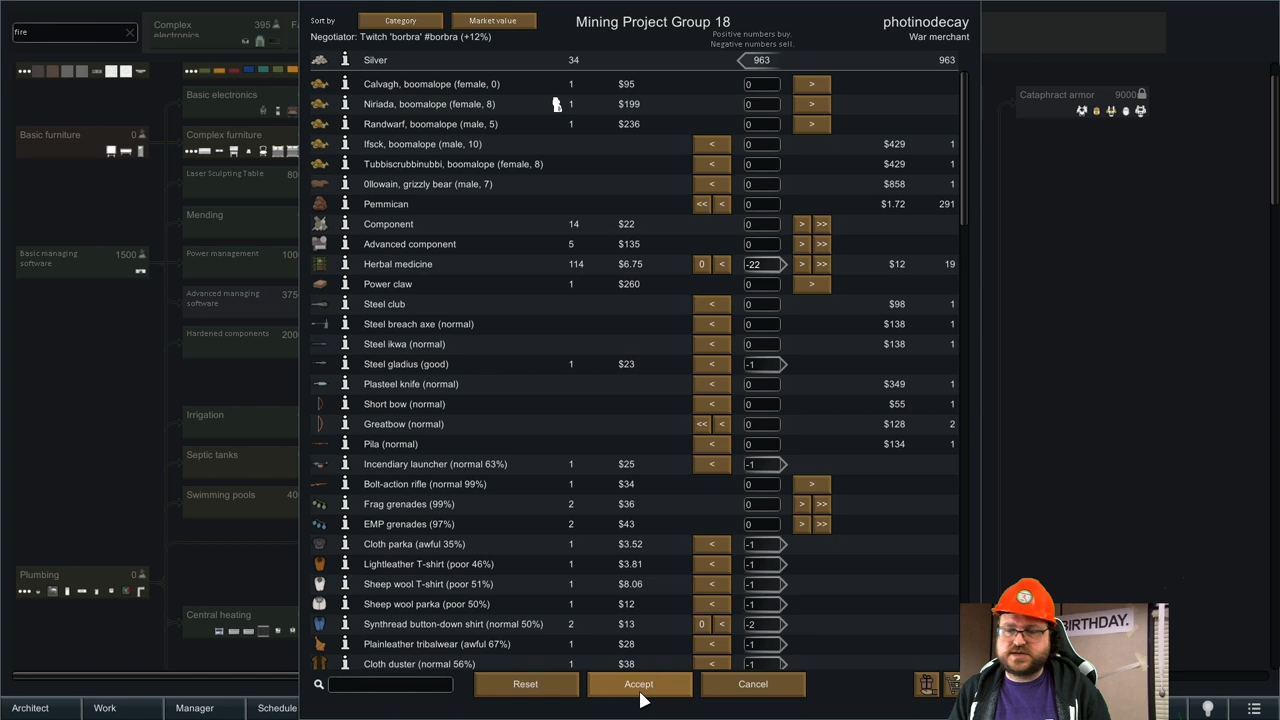 fire
Complex electronics
395
Sort by
Category
Market value
Mining Project Group 18
photinodecay
Negotiator: Twitch 'borbra' #borbra (+12%)
Positive numbers buy.
Negative numbers sell.
War merchant
Silver 34 963 963
Calvagh, boomalope (female, 0) 1 $95 0 >
Niriada, boomalope (female, 8) 1 $199 0 >
Randwarf, boomalope (male, 5) 1 $236 0 >
Ifsck, boomalope (male, 10) < 0 $429 1
Tubbiscrubbinubbi, boomalope (female, 8) < 0 $429 1
0llowain, grizzly bear (male, 7) < 0 $858 1
Pemmican << < 0 $1.72 291
Component 14 $22 0 > >>
Advanced component 5 $135 0 > >>
Herbal medicine 114 $6.75 0 < -22 > >> $12 19
Power claw 1 $260 0 >
Steel club < 0 $98 1
Steel breach axe (normal) < 0 $138 1
Steel ikwa (normal) < 0 $138 1
Steel gladius (good) 1 $23 < -1
Plasteel knife (normal) < 0 $349 1
Short bow (normal) < 0 $55 1
Greatbow (normal) << < 0 $128 2
Pila (normal) < 0 $134 1
Incendiary launcher (normal 63%) 1 $25 < -1
Bolt-action rifle (normal 99%) 1 $34 0 >
Frag grenades (99%) 2 $36 0 > >>
EMP grenades (97%) 2 $43 0 > >>
Cloth parka (awful 35%) 1 $3.52 < -1
Lightleather T-shirt (poor 46%) 1 $3.81 < -1
Sheep wool T-shirt (poor 51%) 1 $8.06 < -1
Sheep wool parka (poor 50%) 1 $12 < -1
Synthread button-down shirt (normal 50%) 2 $13 0 < -2
Plainleather tribalwear (awful 67%) 1 $28 < -1
Cloth duster (normal 56%) 1 $38 < -1
Reset
Accept
Cancel
Basic electronics
Basic furniture 0
Complex furniture
Laser Sculpting Table 80
Mending
Basic managing software 1500
Power management 100
Advanced managing software 375
Hardened components 200
Irrigation
Septic tanks
Swimming pools 40
Plumbing 0
Central heating
Cataphract armor 9000
BIRTHDAY.
Architect
Work
Manager
Schedule